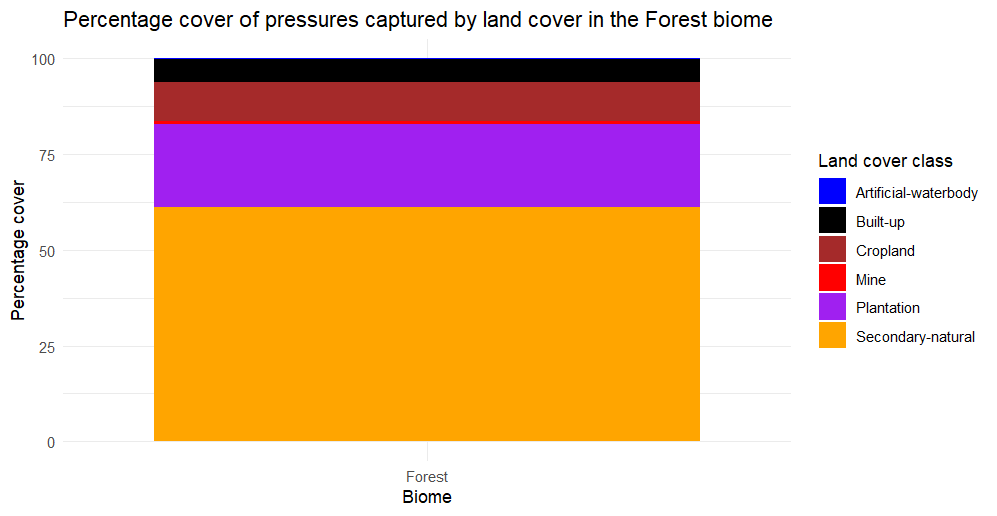 Percentage cover of pressures captured by land cover in the Forest biome
100
75
50
25
0
Percentage cover
Forest
Biome
Land cover class
Artificial-waterbody
Built-up
Cropland
Mine
Plantation
Secondary-natural